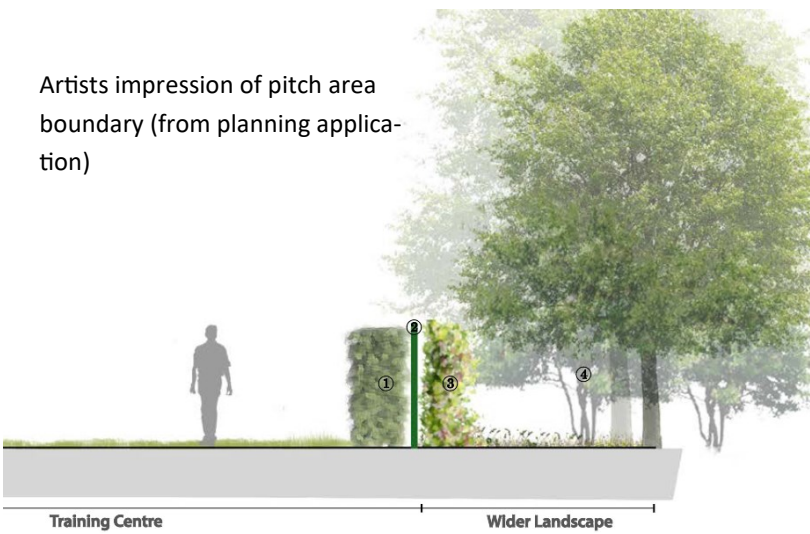 Artists impression of pitch area
boundary (from planning applica-
tion)
②
① ③ ④
Training Centre Wider Landscape